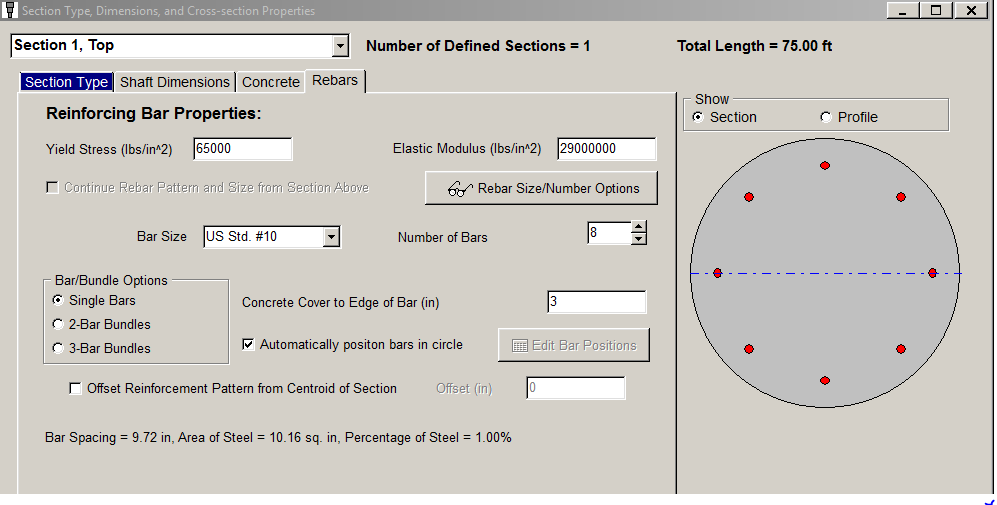 Section Type, Dimensions, and Cross-section Properties
Section 1, Top
Number of Defined Sections = 1
Total Length = 75.00 ft
Section Type
Shaft Dimensions
Concrete
Rebars
Reinforcing Bar Properties:
Yield Stress (lbs/in^2)
65000
Elastic Modulus (lbs/in^2)
29000000
Continue Rebar Pattern and Size from Section Above
Rebar Size/Number Options
Bar Size
US Std. #10
Number of Bars
8
Bar/Bundle Options
Single Bars
2-Bar Bundles
3-Bar Bundles
Concrete Cover to Edge of Bar (in)
3
Automatically positon bars in circle
Edit Bar Positions
Offset Reinforcement Pattern from Centroid of Section
Offset (in)
0
Bar Spacing = 9.72 in, Area of Steel = 10.16 sq. in, Percentage of Steel = 1.00%
Show
Section
Profile